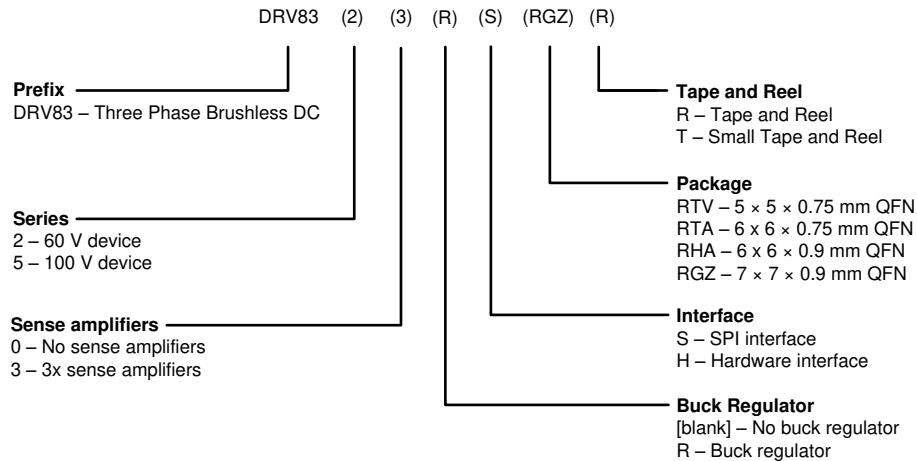 DRV83 (2) (3) (R) (S) (RGZ) (R)
Prefix
DRV83 – Three Phase Brushless DC
Series
2 – 60 V device
5 – 100 V device
Sense amplifiers
0 – No sense amplifiers
3 – 3x sense amplifiers
Tape and Reel
R – Tape and Reel
T – Small Tape and Reel
Package
RTV – 5 × 5 × 0.75 mm QFN
RTA – 6 x 6 × 0.75 mm QFN
RHA – 6 x 6 × 0.9 mm QFN
RGZ – 7 × 7 × 0.9 mm QFN
Interface
S – SPI interface
H – Hardware interface
Buck Regulator
[blank] – No buck regulator
R – Buck regulator